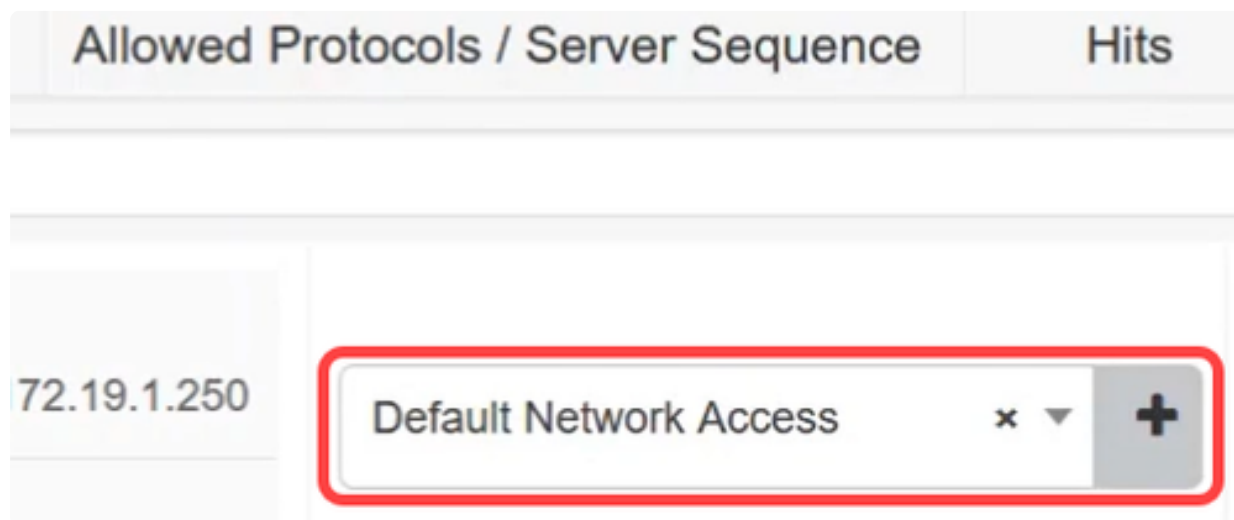 Allowed Protocols / Server Sequence Hits
72.19.1.250
Default Network Access × +